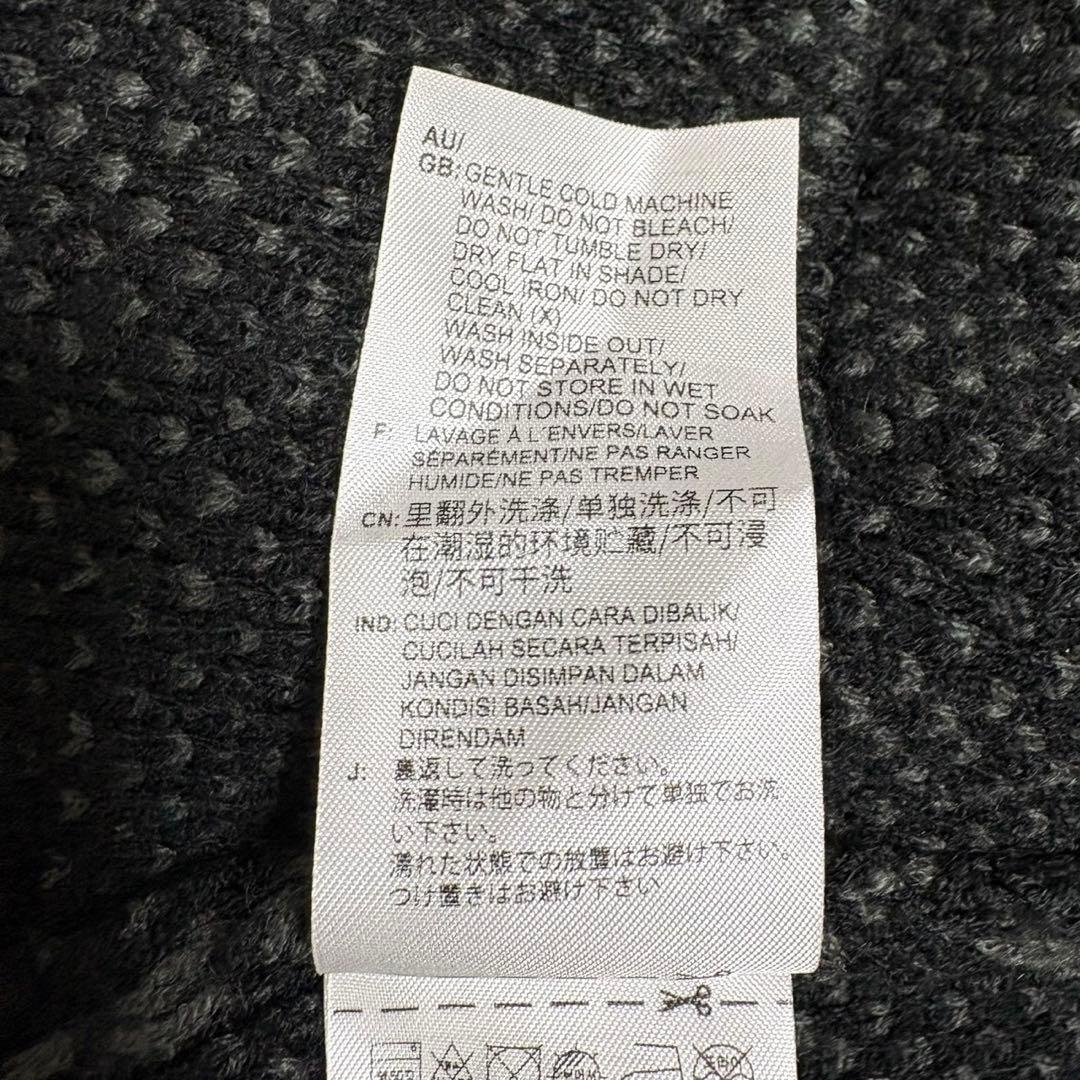 AU/
GB: GENTLE COLD MACHINE
WASH/ DO NOT BLEACH/
DO NOT TUMBLE DRY/
DRY FLAT IN SHADE/
COOL IRON/ DO NOT DRY
CLEAN (X)
WASH INSIDE OUT/
WASH SEPARATELY/
DO NOT STORE IN WET
CONDITIONS/DO NOT SOAK
F: LAVAGE À L'ENVERS/LAVER
SÉPARÉMENT/NE PAS RANGER
HUMIDE/NE PAS TREMPER
CN: 里翻外洗涤/单独洗涤/不可
在潮湿的环境贮藏/不可浸
泡/不可干洗
IND: CUCI DENGAN CARA DIBALIK/
CUCILAH SECARA TERPISAH/
JANGAN DISIMPAN DALAM
KONDISI BASAH/JANGAN
DIRENDAM
J: 裏返して洗ってください。
洗濯時は他の物と分けて単独でお洗
い下さい。
濡れた状態での放置はお避け下さい。
つけ置きはお避け下さい